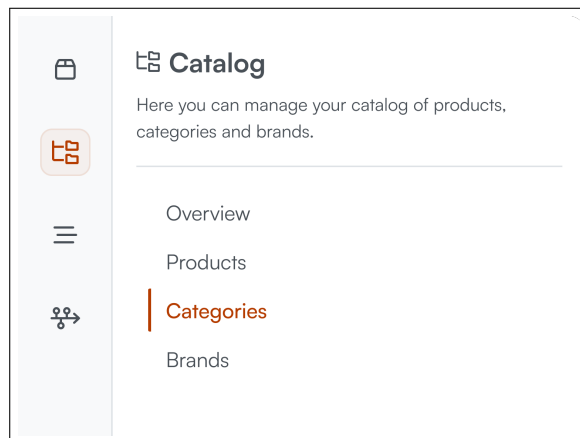 Catalog
Here you can manage your catalog of products,
categories and brands.
Overview
Products
Categories
Brands